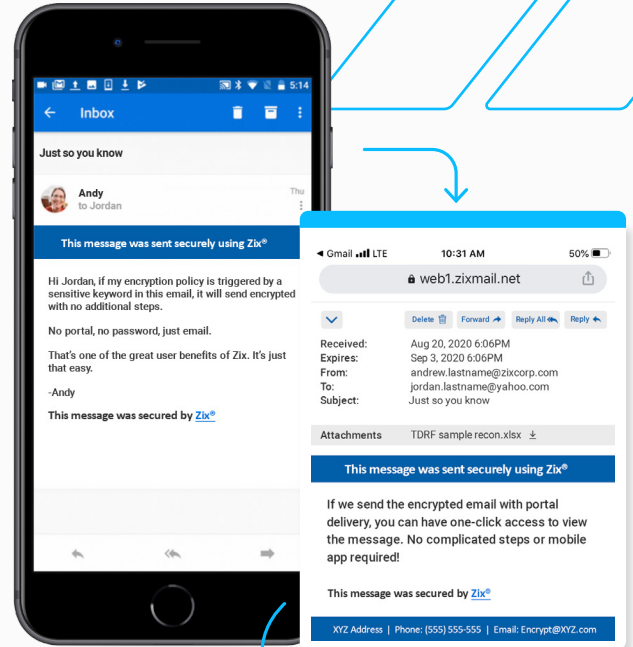 5:14
Inbox
Just so you know
Andy
Thu
to Jordan
This message was sent securely using Zix®
Hi Jordan, if my encryption policy is triggered by a
sensitive keyword in this email, it will send encrypted
with no additional steps.
No portal, no password, just email.
That's one of the great user benefits of Zix. It's just
that easy.
-Andy
This message was secured by Zix®
Gmail LTE
10:31 AM
50%
web1.zixmail.net
Delete
Forward
Reply All
Reply
Received: Aug 20, 2020 6:06PM
Expires: Sep 3, 2020 6:06PM
From: andrew.lastname@zixcorp.com
To: jordan.lastname@yahoo.com
Subject: Just so you know
Attachments TDRF sample recon.xlsx
This message was sent securely using Zix®
If we send the encrypted email with portal
delivery, you can have one-click access to view
the message. No complicated steps or mobile
app required!
This message was secured by Zix®
XYZ Address | Phone: (555) 555-555 | Email: Encrypt@XYZ.com